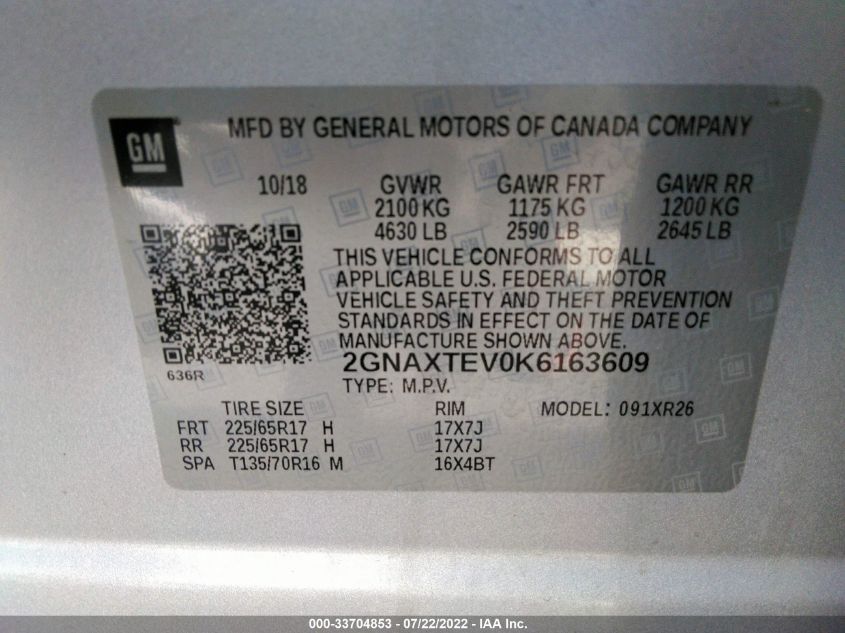 GM
MFD BY GENERAL MOTORS OF CANADA COMPANY
10/18 GVWR GAWR FRT GAWR RR
2100 KG 1175 KG 1200 KG
4630 LB 2590 LB 2645 LB
THIS VEHICLE CONFORMS TO ALL
APPLICABLE U.S. FEDERAL MOTOR
VEHICLE SAFETY AND THEFT PREVENTION
STANDARDS IN EFFECT ON THE DATE OF
MANUFACTURE SHOWN ABOVE.
2GNAXTEV0K6163609
636R
TYPE: M.P.V.
TIRE SIZE RIM MODEL: 091XR26
FRT 225/65R17 H 17X7J
RR 225/65R17 H 17X7J
SPA T135/70R16 M 16X4BT
000-33704853 - 07/22/2022 - IAA Inc.